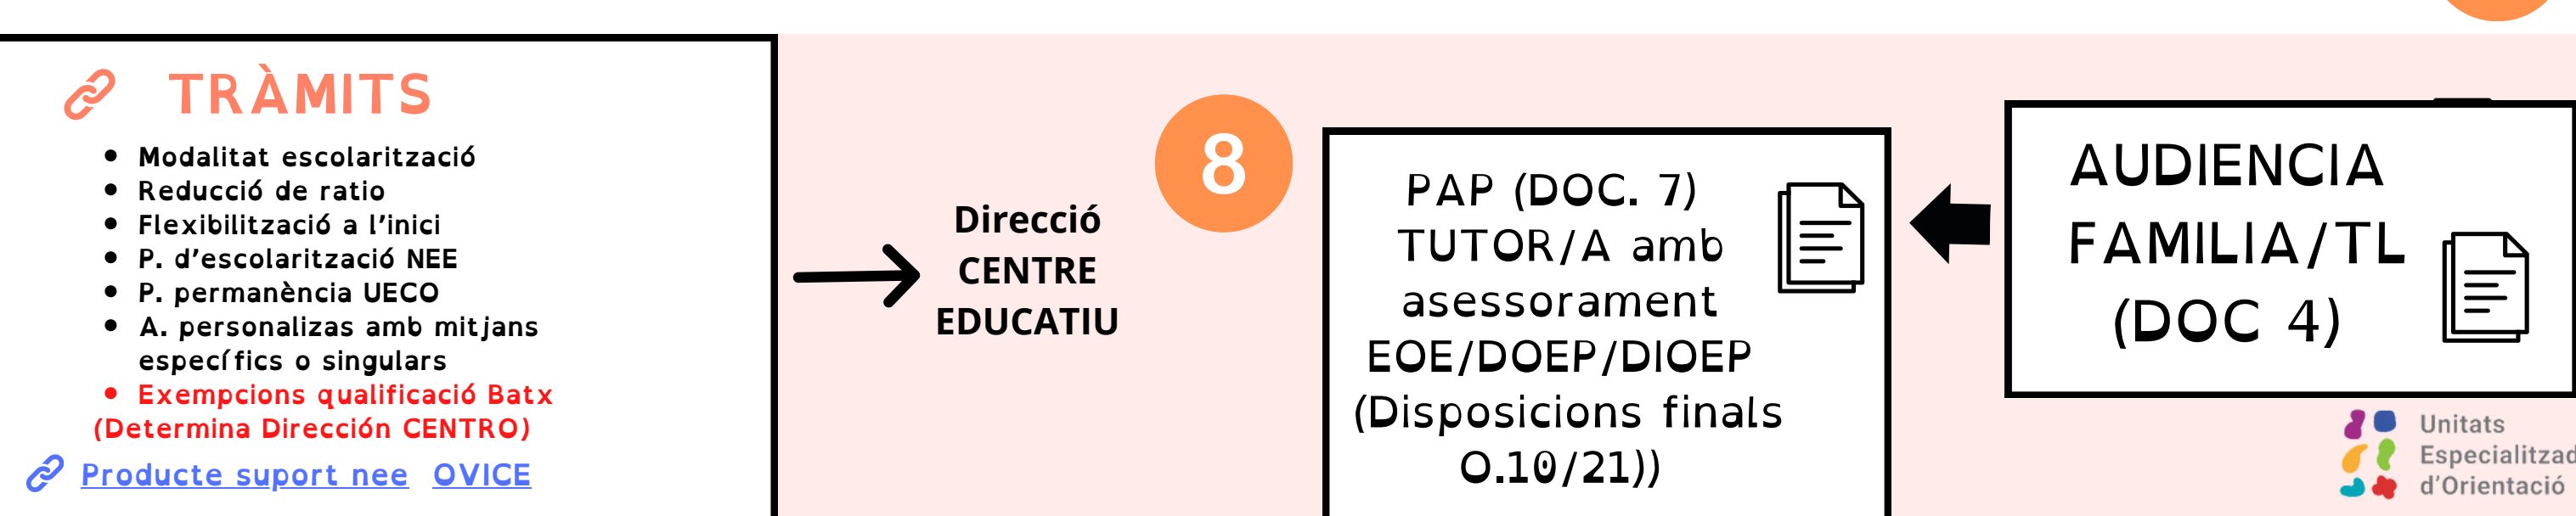 TRÀMITS
Modalitat escolarització
Reducció de ratio
Flexibilització a l'inici
P. d'escolarització NEE
P. permanència UECO
A. personalizas amb mitjans
específics o singulars
Exempcions qualificació Batx
(Determina Dirección CENTRO)
Producte suport nee OVICE
Direcció
CENTRE
EDUCATIU
8
PAP (DOC. 7)
TUTOR/A amb
asessorament
EOE/DOEP/DIOEP
(Disposicions finals
O.10/21))
AUDIENCIA
FAMILIA/TL
(DOC 4)
Unitats
Especialitzad
d'Orientació